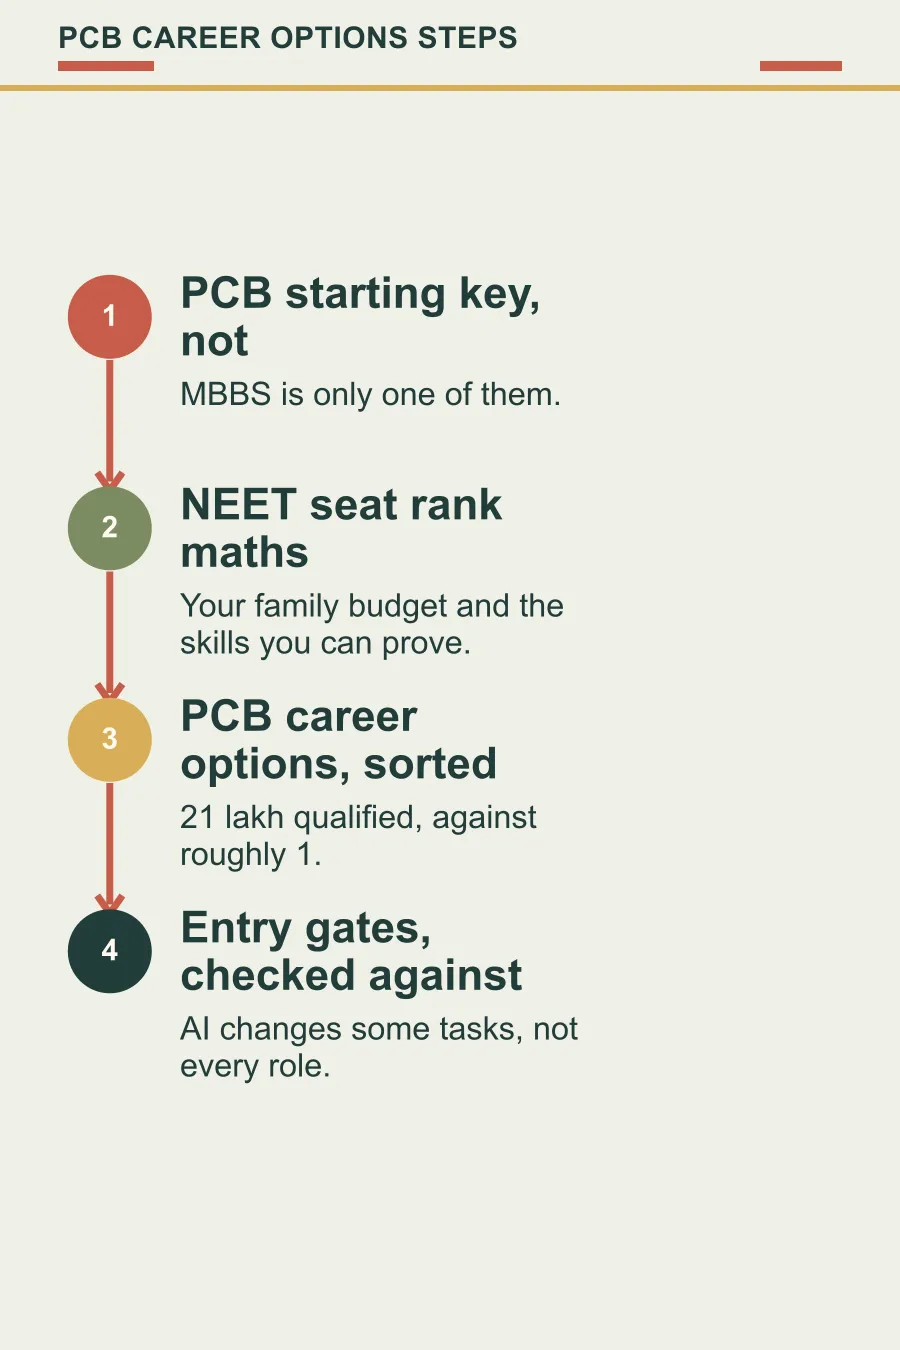 PCB CAREER OPTIONS STEPS
1
PCB starting key,
not
MBBS is only one of them.
2
NEET seat rank
maths
Your family budget and the
skills you can prove.
3
PCB career
options, sorted
21 lakh qualified, against
roughly 1.
4
Entry gates,
checked against
AI changes some tasks, not
every role.